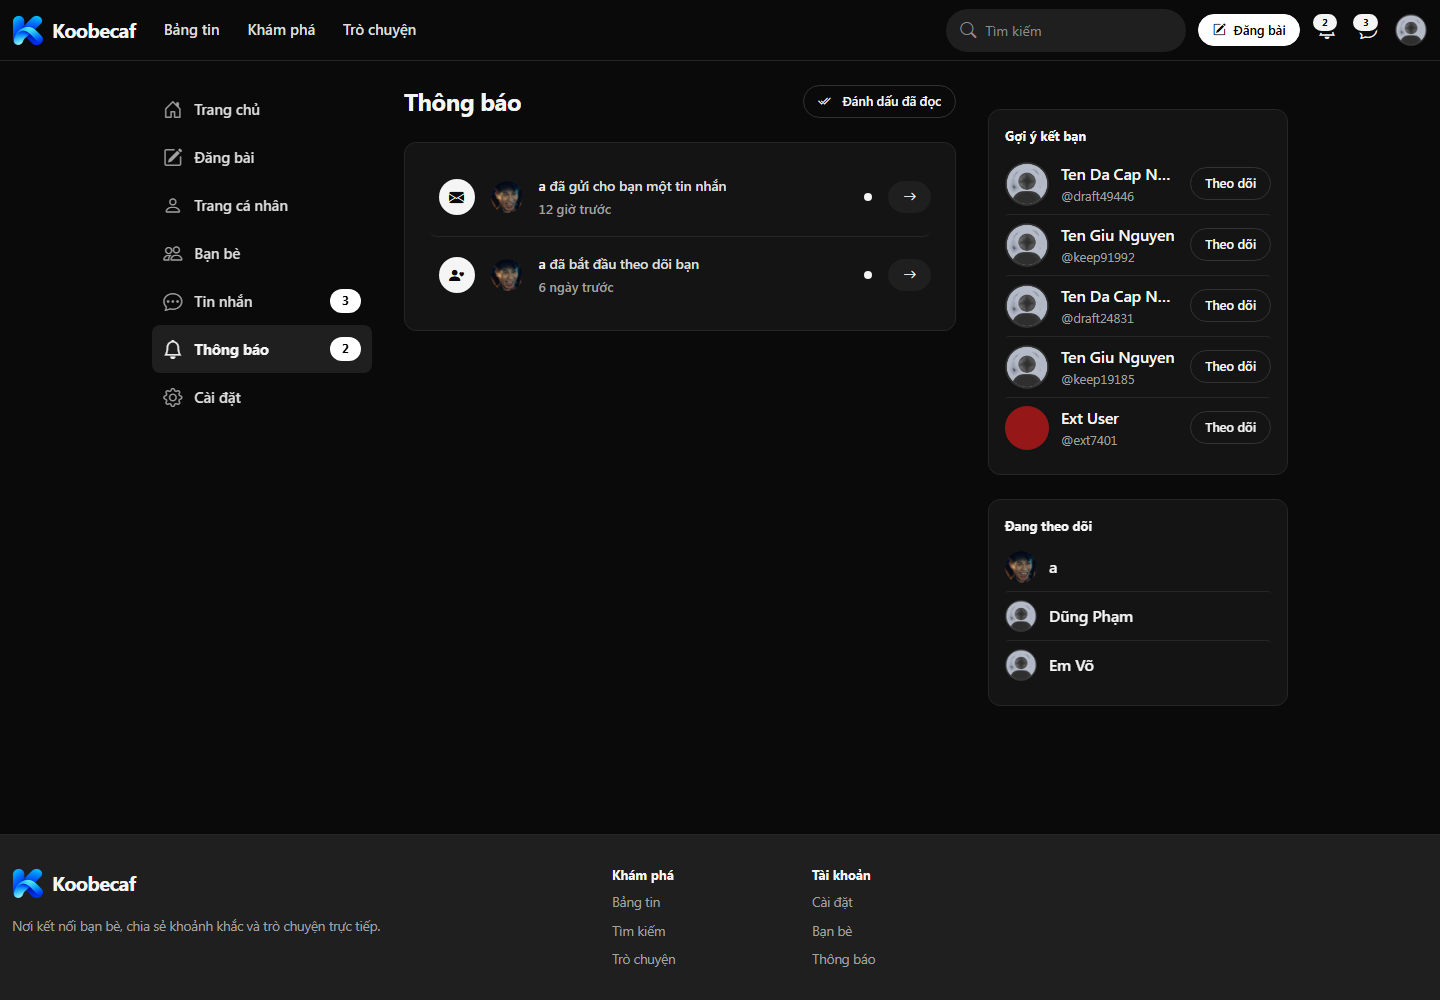 Koobecaf
Bảng tin
Khám phá
Trò chuyện
Tìm kiếm
Đăng bài
2
3
Trang chủ
Đăng bài
Trang cá nhân
Bạn bè
Tin nhắn
3
Thông báo
2
Cài đặt
Thông báo
Đánh dấu đã đọc
a đã gửi cho bạn một tin nhắn
12 giờ trước
a đã bắt đầu theo dõi bạn
6 ngày trước
Gợi ý kết bạn
Ten Da Cap N...
@draft49446
Theo dõi
Ten Giu Nguyen
@keep91992
Theo dõi
Ten Da Cap N...
@draft24831
Theo dõi
Ten Giu Nguyen
@keep19185
Theo dõi
Ext User
@ext7401
Theo dõi
Đang theo dõi
a
Dũng Phạm
Em Võ
Koobecaf
Nơi kết nối bạn bè, chia sẻ khoảnh khắc và trò chuyện trực tiếp.
Khám phá
Bảng tin
Tìm kiếm
Trò chuyện
Tài khoản
Cài đặt
Bạn bè
Thông báo